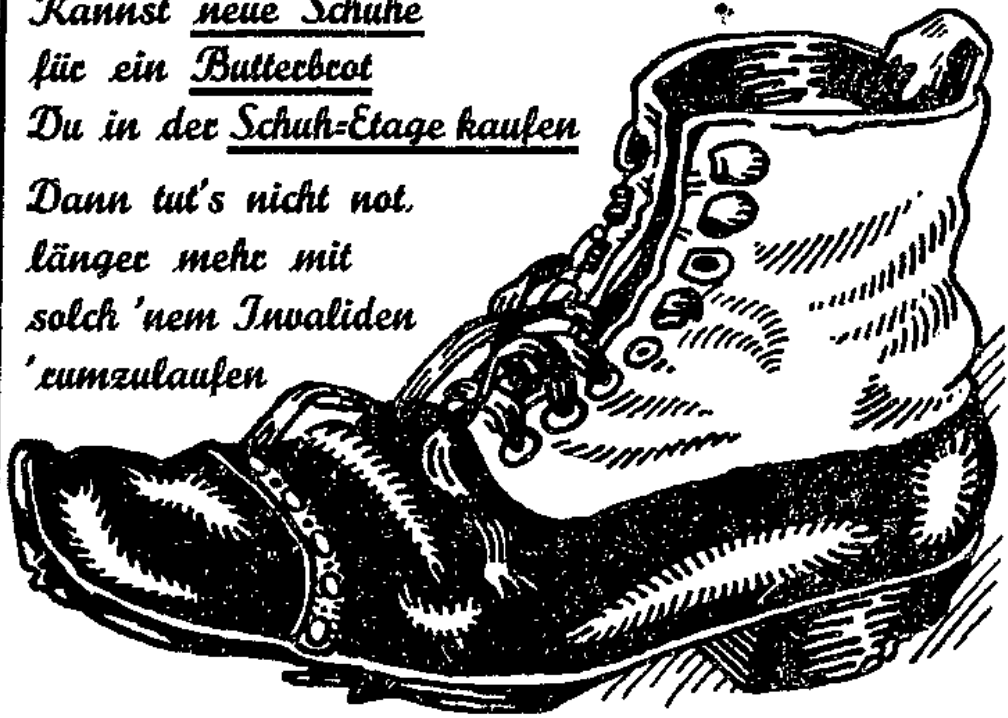 Kannst neue Schuhe
für ein Butterbrot
Du in der Schuh=Etage kaufen
Dann tut's nicht not,
länger mehr mit
solch 'nem Invaliden
'rumzulaufen